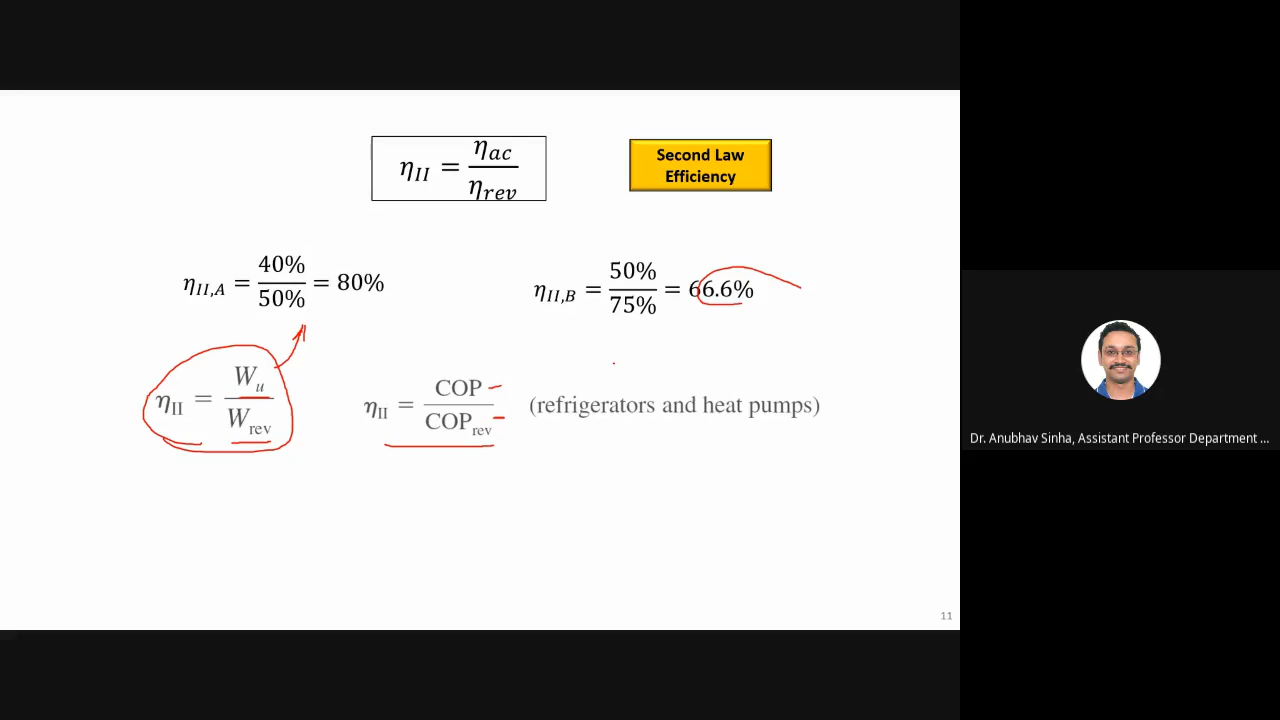 η_II = η_ac / η_rev
Second Law
Efficiency
η_II,A = 40% / 50% = 80%
η_II,B = 50% / 75% = 66.6%
η_II = W_u / W_rev
η_II = COP / COP_rev (refrigerators and heat pumps)
11
Dr. Anubhav Sinha, Assistant Professor Department ...